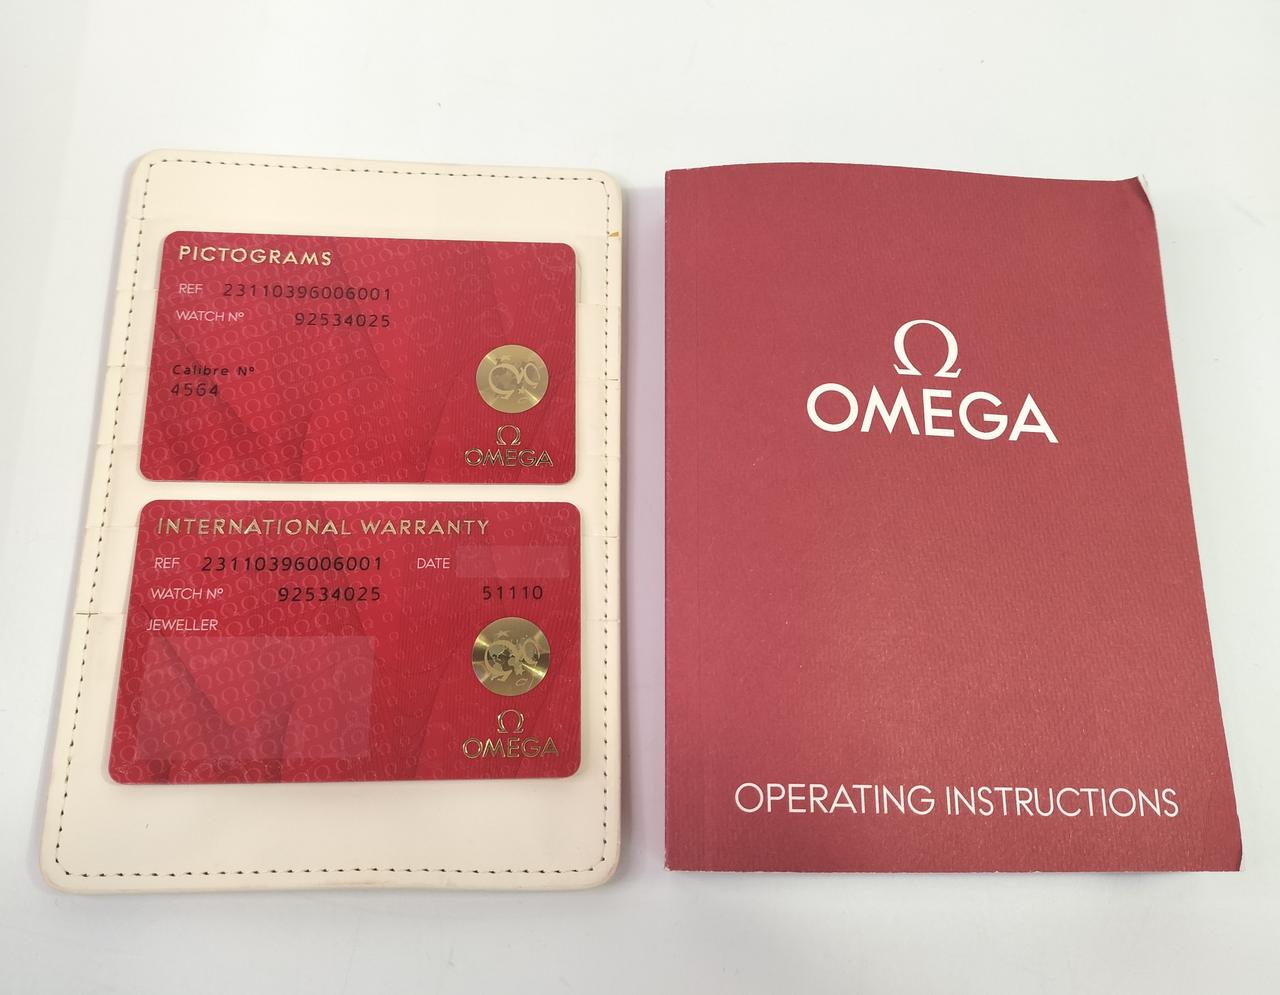 PICTOGRAMS
REF 23110396006001
WATCH Nº 92534025
Calibre Nº
4564
Ω
OMEGA
INTERNATIONAL WARRANTY
REF 23110396006001 DATE
WATCH Nº 92534025 51110
JEWELLER
Ω
OMEGA
Ω
OMEGA
OPERATING INSTRUCTIONS